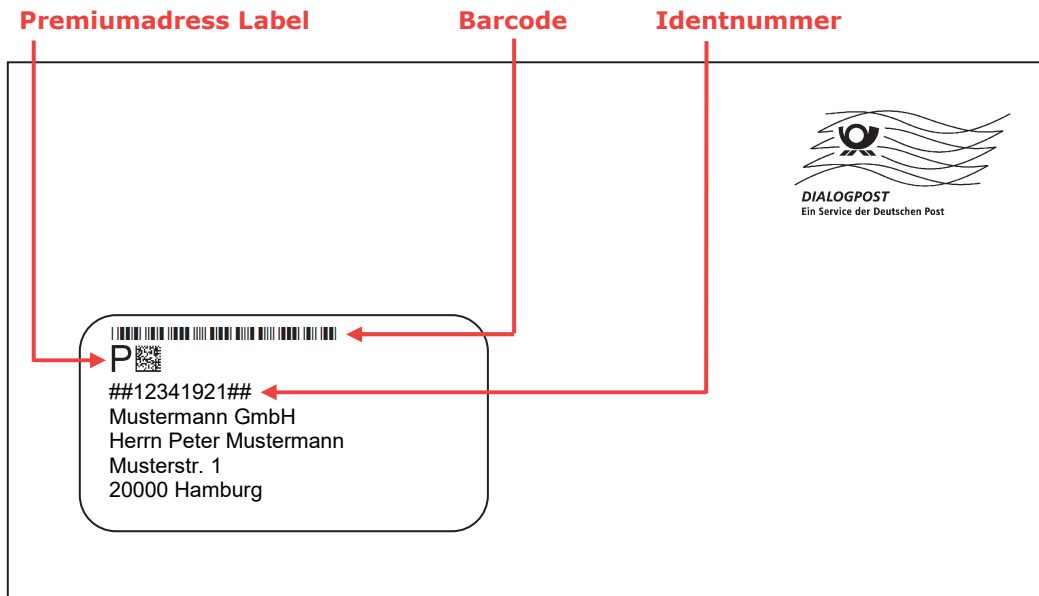 Premiumadress Label Barcode Identnummer
DIALOGPOST
Ein Service der Deutschen Post
P
##12341921##
Mustermann GmbH
Herrn Peter Mustermann
Musterstr. 1
20000 Hamburg